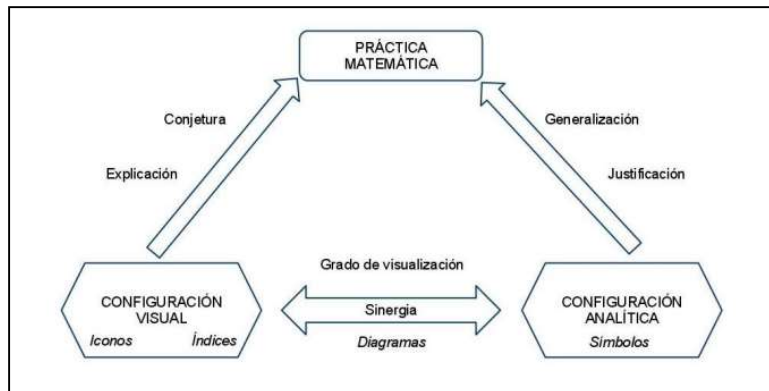 PRÁCTICA
MATEMÁTICA
Conjetura
Generalización
Explicación
Justificación
Grado de visualización
CONFIGURACIÓN
VISUAL
Iconos Índices
Sinergia
Diagramas
CONFIGURACIÓN
ANALÍTICA
Símbolos